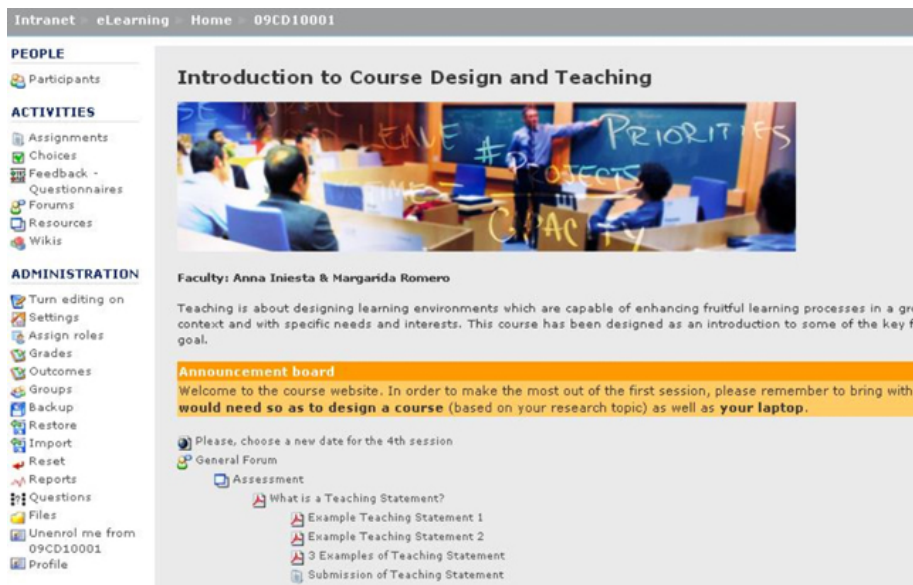 Intranet » eLearning » Home » 09CD10001
PEOPLE
Participants
ACTIVITIES
Assignments
Choices
Feedback -
Questionnaires
Forums
Resources
Wikis
ADMINISTRATION
Turn editing on
Settings
Assign roles
Grades
Outcomes
Groups
Backup
Restore
Import
Reset
Reports
Questions
Files
Unenrol me from
09CD10001
Profile
Introduction to Course Design and Teaching
LEAVE
# PRIORITIES
PROJECTS
TIME =
CAPACITY
Faculty: Anna Iniesta & Margarida Romero
Teaching is about designing learning environments which are capable of enhancing fruitful learning processes in a
context and with specific needs and interests. This course has been designed as an introduction to some of the key
goal.
Announcement board
Welcome to the course website. In order to make the most out of the first session, please remember to bring with
would need so as to design a course (based on your research topic) as well as your laptop.
Please, choose a new date for the 4th session
General Forum
Assessment
What is a Teaching Statement?
Example Teaching Statement 1
Example Teaching Statement 2
3 Examples of Teaching Statement
Submission of Teaching Statement